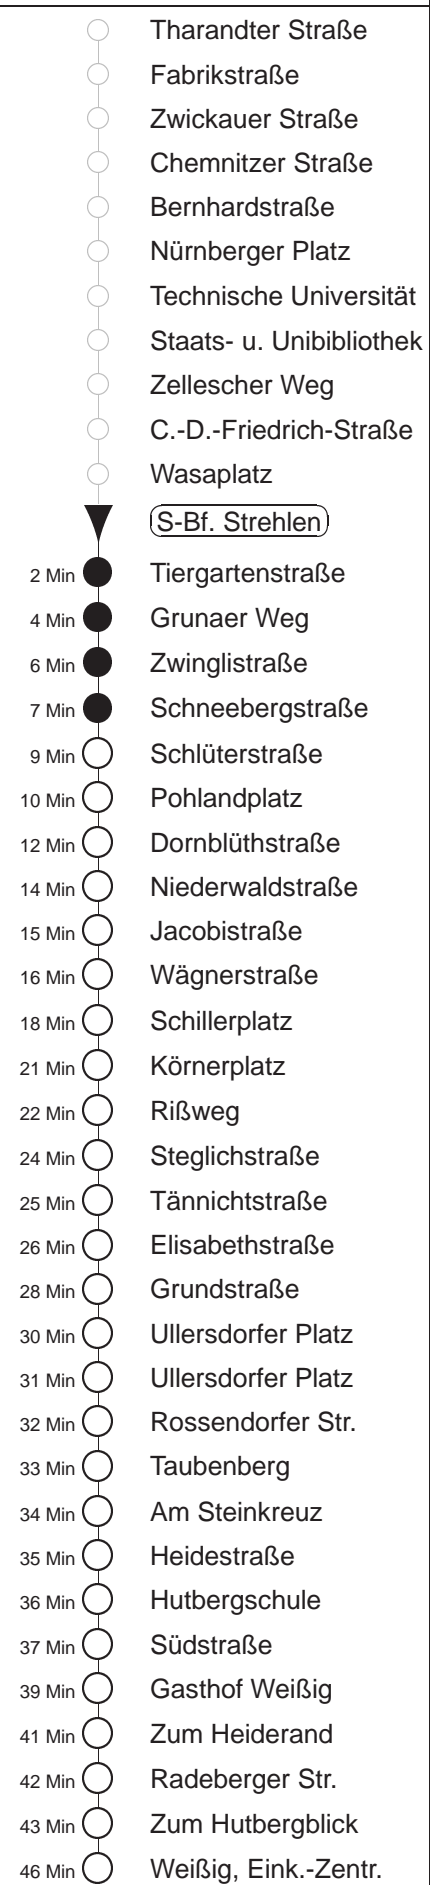 Tharandter Straße
Fabrikstraße
Zwickauer Straße
Chemnitzer Straße
Bernhardstraße
Nürnberger Platz
Technische Universität
Staats- u. Unibibliothek
Zellescher Weg
C.-D.-Friedrich-Straße
Wasaplatz
S-Bf. Strehlen
2 Min Tiergartenstraße
4 Min Grunaer Weg
6 Min Zwinglistraße
7 Min Schneebergstraße
9 Min Schlüterstraße
10 Min Pohlandplatz
12 Min Dornblüthstraße
14 Min Niederwaldstraße
15 Min Jacobistraße
16 Min Wägnerstraße
18 Min Schillerplatz
21 Min Körnerplatz
22 Min Rißweg
24 Min Steglichstraße
25 Min Tännichtstraße
26 Min Elisabethstraße
28 Min Grundstraße
30 Min Ullersdorfer Platz
31 Min Ullersdorfer Platz
32 Min Rossendorfer Str.
33 Min Taubenberg
34 Min Am Steinkreuz
35 Min Heidestraße
36 Min Hutbergschule
37 Min Südstraße
39 Min Gasthof Weißig
41 Min Zum Heiderand
42 Min Radeberger Str.
43 Min Zum Hutbergblick
46 Min Weißig, Eink.-Zentr.